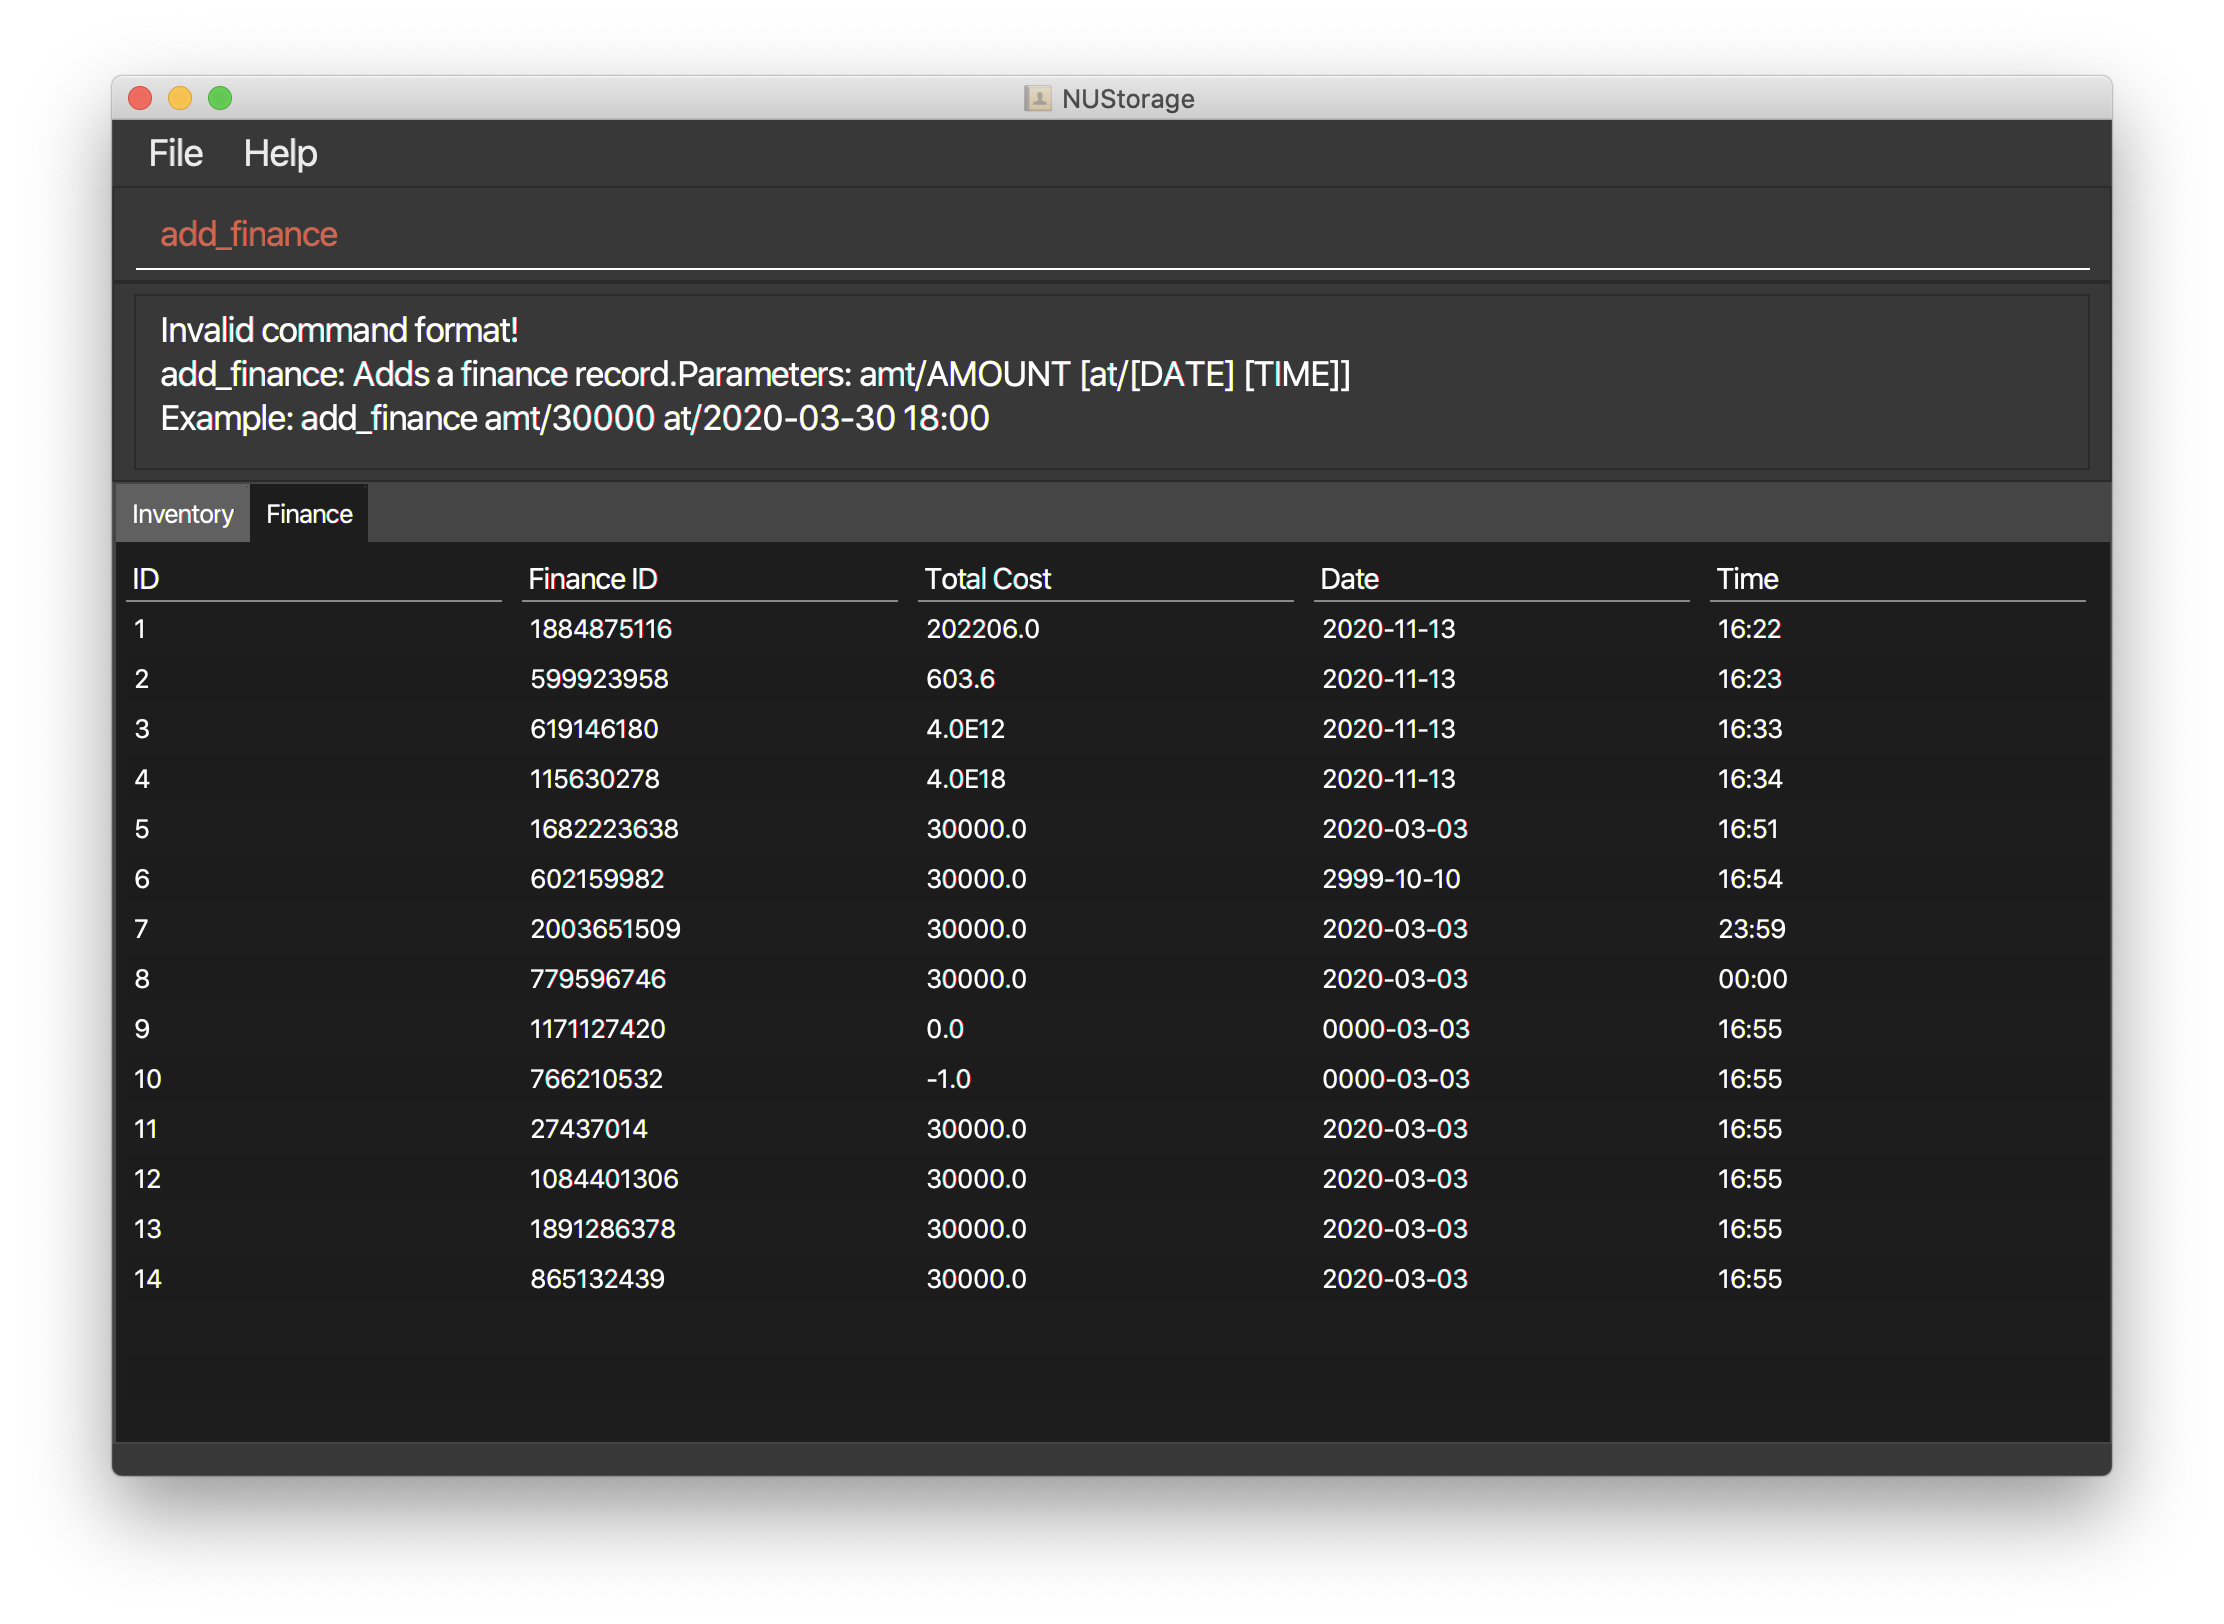 NUStorage
File Help
add_finance
Invalid command format!
add_finance: Adds a finance record.Parameters: amt/AMOUNT [at/[DATE] [TIME]]
Example: add_finance amt/30000 at/2020-03-30 18:00
Inventory Finance
ID Finance ID Total Cost Date Time
1 1884875116 202206.0 2020-11-13 16:22
2 599923958 603.6 2020-11-13 16:23
3 619146180 4.0E12 2020-11-13 16:33
4 115630278 4.0E18 2020-11-13 16:34
5 1682223638 30000.0 2020-03-03 16:51
6 602159982 30000.0 2999-10-10 16:54
7 2003651509 30000.0 2020-03-03 23:59
8 779596746 30000.0 2020-03-03 00:00
9 1171127420 0.0 0000-03-03 16:55
10 766210532 -1.0 0000-03-03 16:55
11 27437014 30000.0 2020-03-03 16:55
12 1084401306 30000.0 2020-03-03 16:55
13 1891286378 30000.0 2020-03-03 16:55
14 865132439 30000.0 2020-03-03 16:55